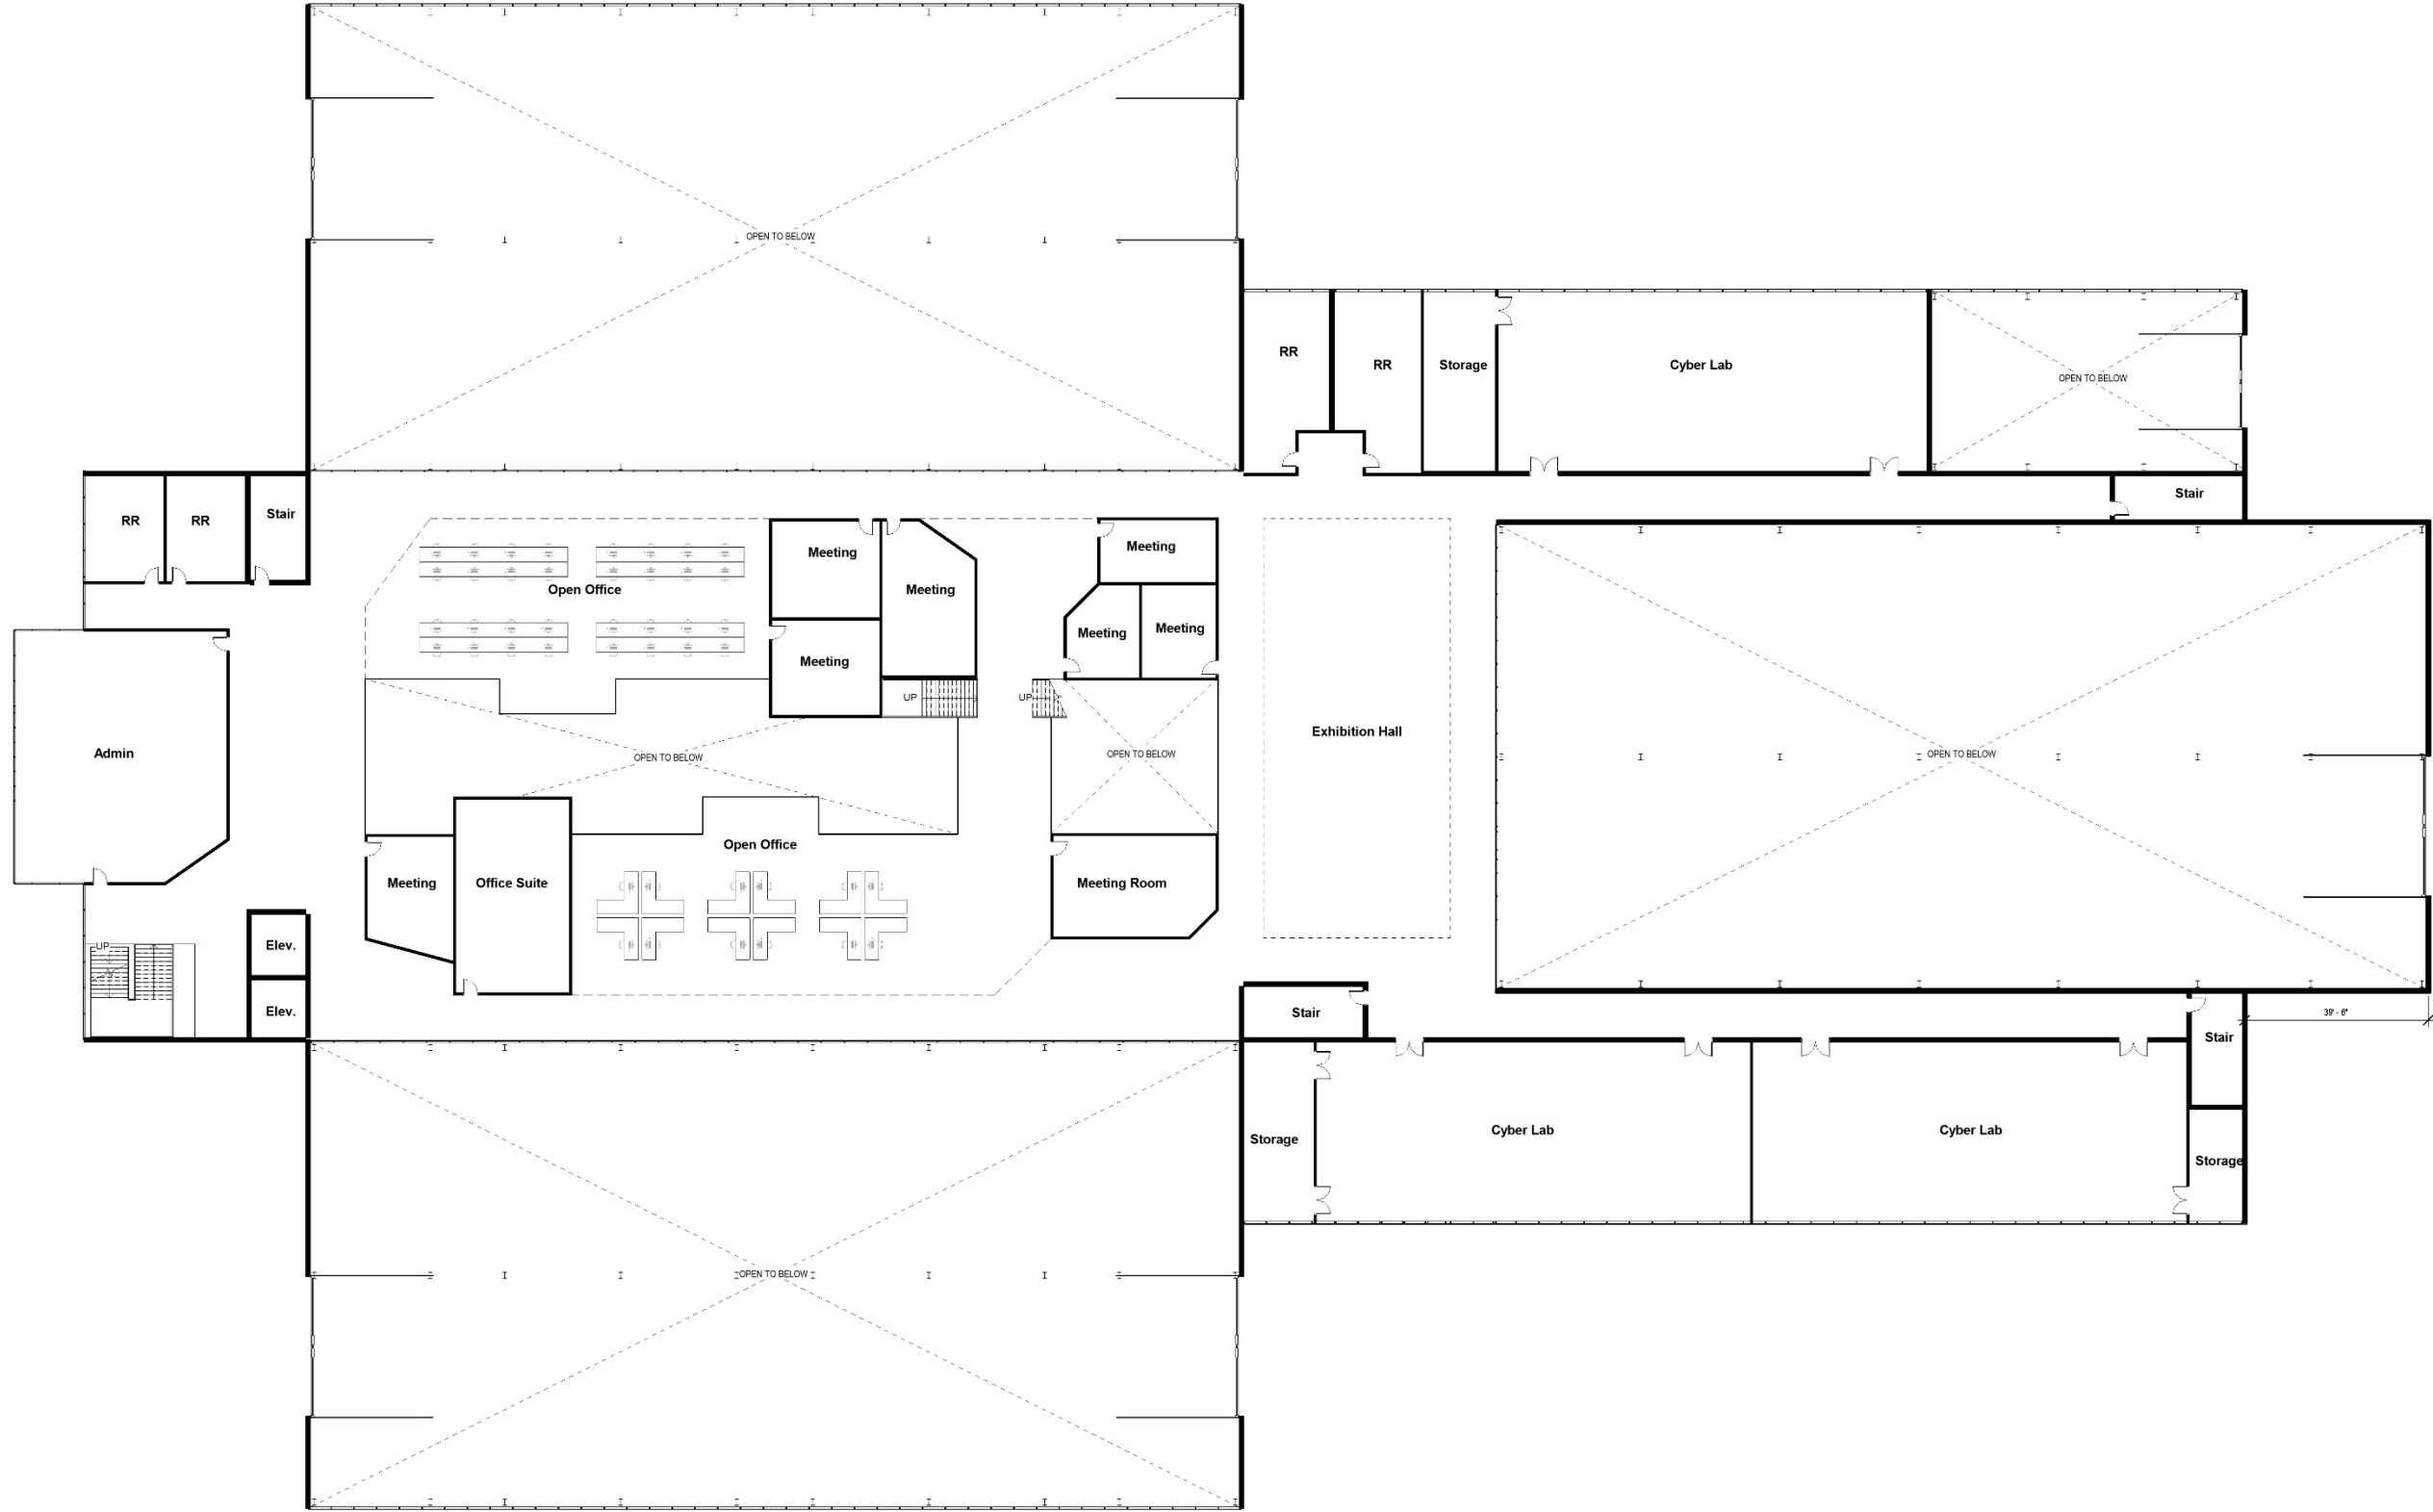 OPEN TO BELOW
RR
RR
Storage
Cyber Lab
OPEN TO BELOW
RR
RR
Stair
Stair
Meeting
Meeting
Meeting
Open Office
Meeting
Meeting
Meeting
Meeting
UP
UP
Exhibition Hall
Admin
OPEN TO BELOW
OPEN TO BELOW
OPEN TO BELOW
Open Office
Meeting
Office Suite
Meeting Room
UP
Elev.
Elev.
Stair
39' - 6"
Stair
Storage
Cyber Lab
Cyber Lab
Storage
OPEN TO BELOW